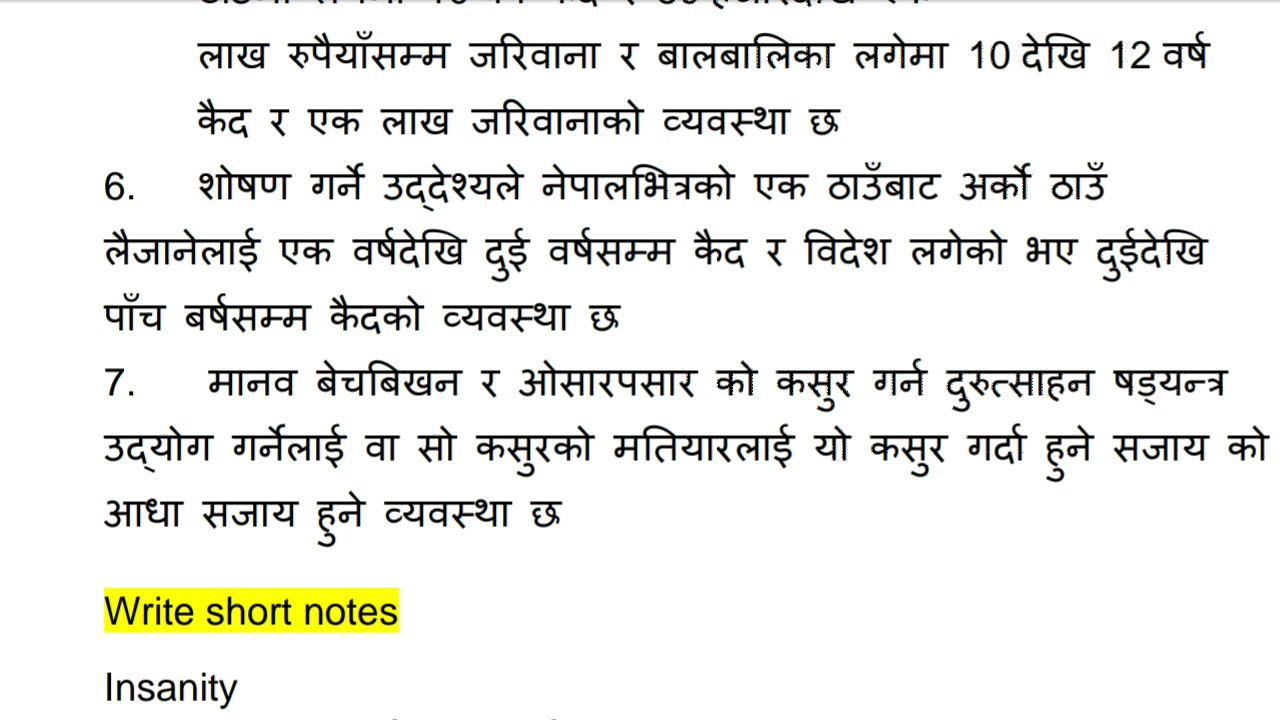 लाख रुपैयाँसम्म जरिवाना र बालबालिका लगेमा 10 देखि 12 वर्ष
कैद र एक लाख जरिवानाको व्यवस्था छ
6. शोषण गर्ने उद्देश्यले नेपालभित्रको एक ठाउँबाट अर्को ठाउँ
लैजानेलाई एक वर्षदेखि दुई वर्षसम्म कैद र विदेश लगेको भए दुईदेखि
पाँच बर्षसम्म कैदको व्यवस्था छ
7. मानव बेचबिखन र ओसारपसार को कसुर गर्न दुरुत्साहन षड्यन्त्र
उद्योग गर्नेलाई वा सो कसुरको मतियारलाई यो कसुर गर्दा हुने सजाय को
आधा सजाय हुने व्यवस्था छ
Write short notes
Insanity